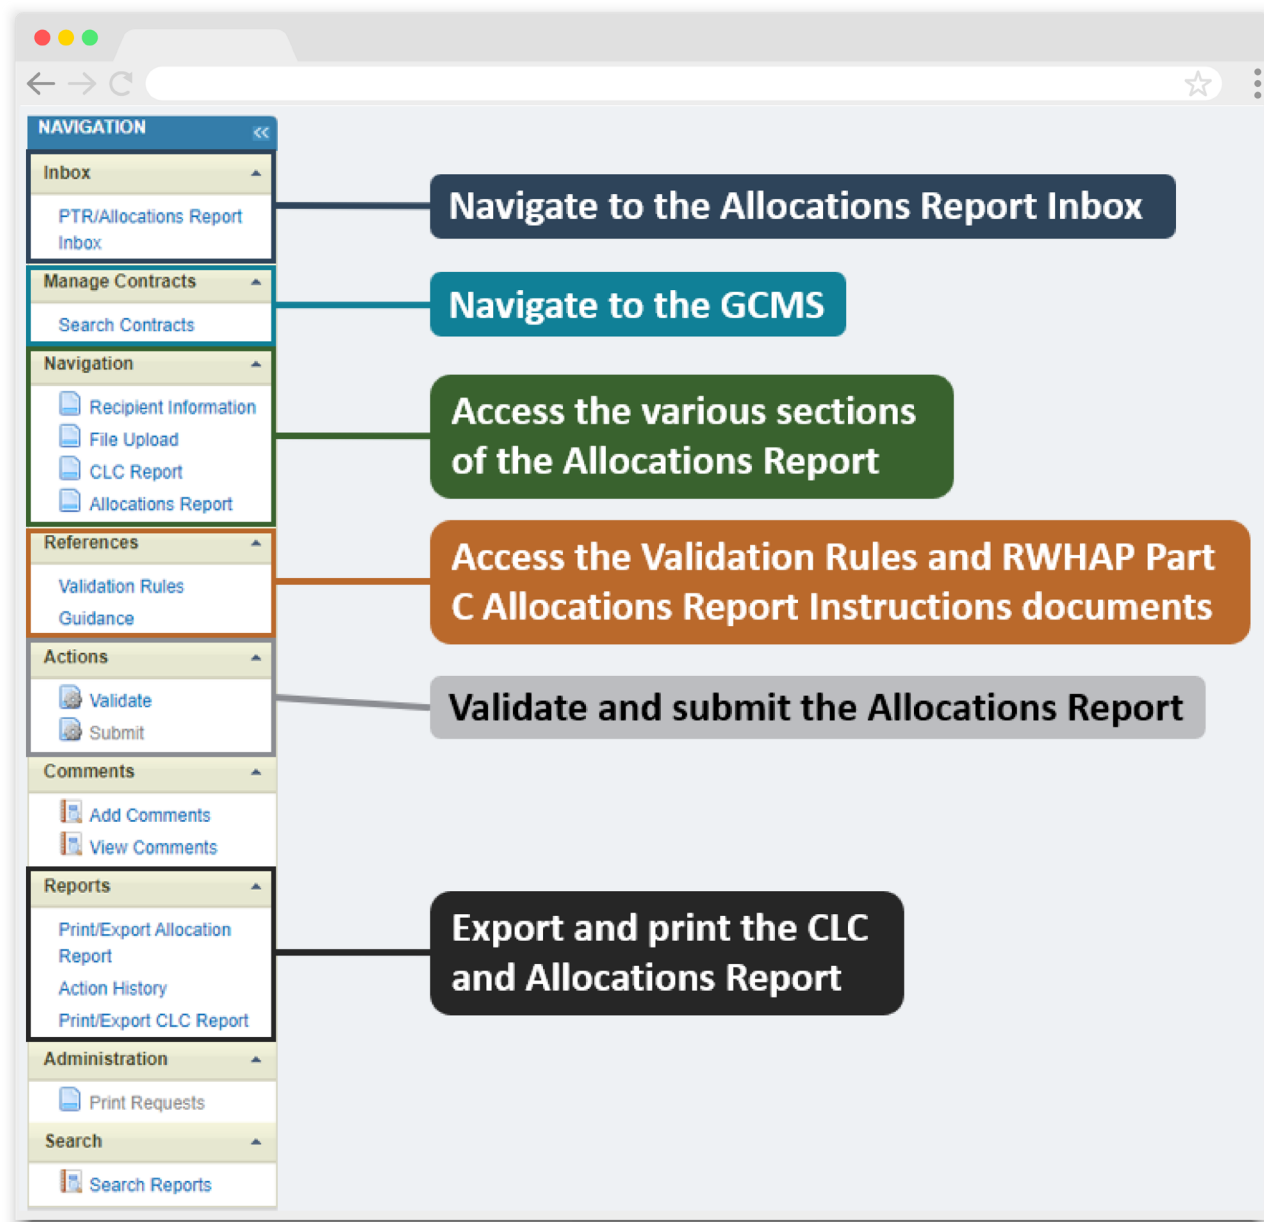 NAVIGATION
Inbox
PTR/Allocations Report
Inbox
Navigate to the Allocations Report Inbox
Manage Contracts
Search Contracts
Navigate to the GCMS
Navigation
Recipient Information
File Upload
CLC Report
Allocations Report
Access the various sections
of the Allocations Report
References
Validation Rules
Guidance
Access the Validation Rules and RWHAP Part
C Allocations Report Instructions documents
Actions
Validate
Submit
Validate and submit the Allocations Report
Comments
Add Comments
View Comments
Reports
Print/Export Allocation
Report
Action History
Print/Export CLC Report
Export and print the CLC
and Allocations Report
Administration
Print Requests
Search
Search Reports